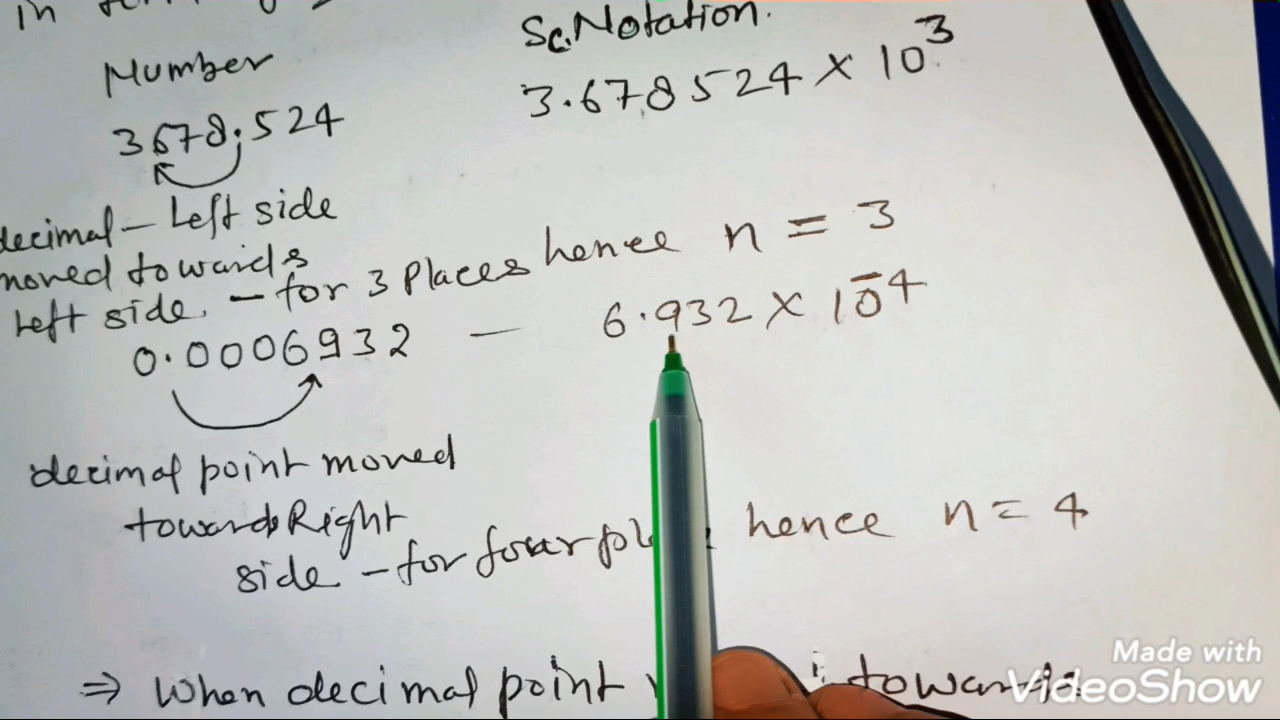 in
Number Sc. Notation.
3678.524 3.678524 × 10³
decimal - Left side
moved towards
left side. - for 3 Places hence n = 3
0.0006932 - 6.932 × 10⁻⁴
decimal point moved
towards Right
side - for four hence n = 4
⇒ When decimal point towards
Made with
VideoShow